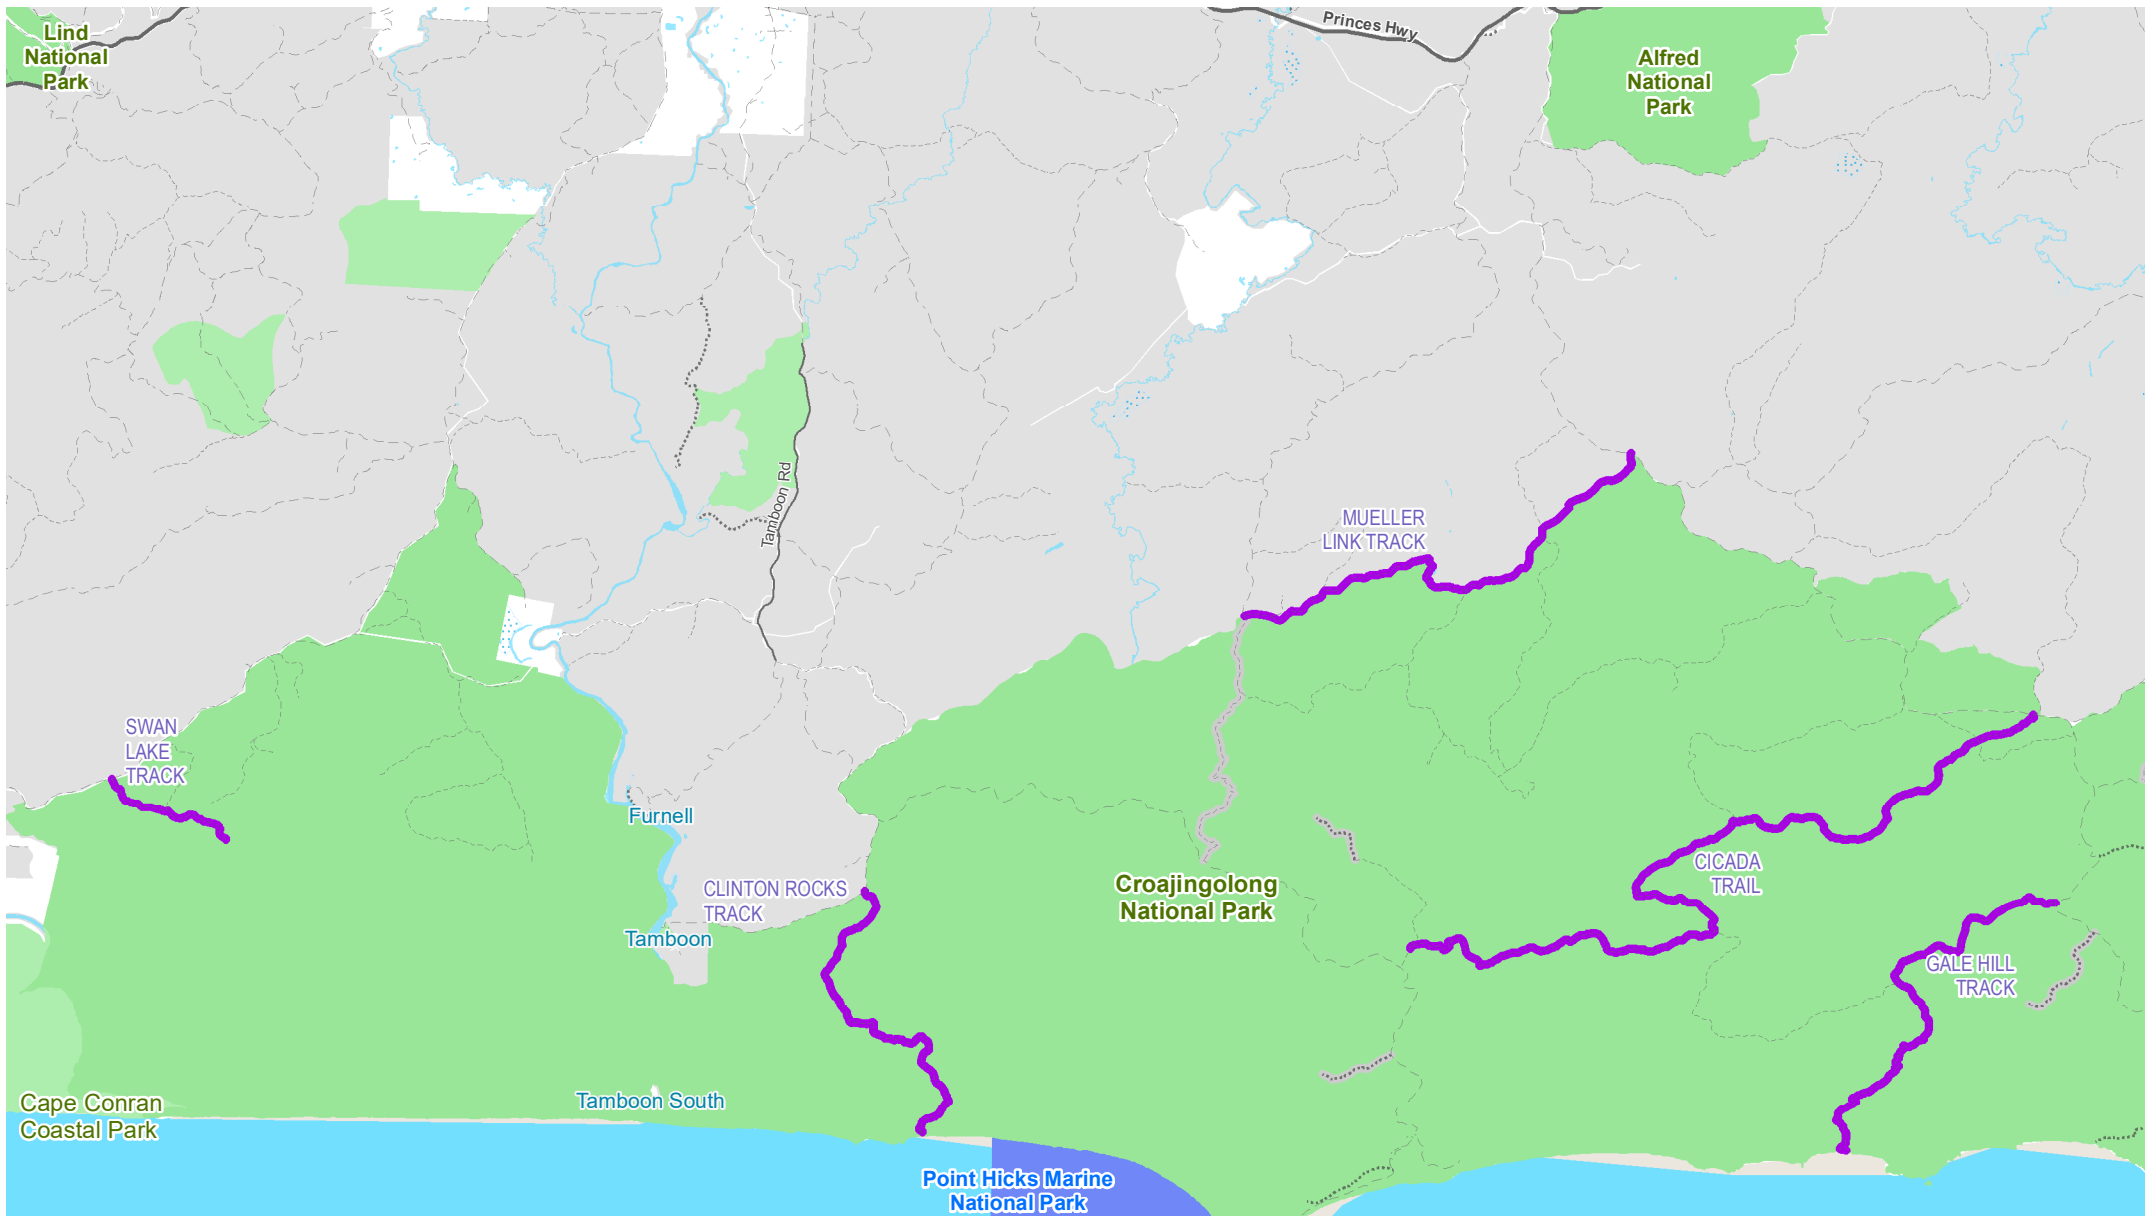 Princes Hwy
Lind
National
Park
Alfred
National
Park
Tamboon Rd
MUELLER
LINK TRACK
SWAN
LAKE
TRACK
Furnell
CLINTON ROCKS
TRACK
Tamboon
Croajingolong
National Park
CICADA
TRAIL
GALE HILL
TRACK
Cape Conran
Coastal Park
Tamboon South
Point Hicks Marine
National Park